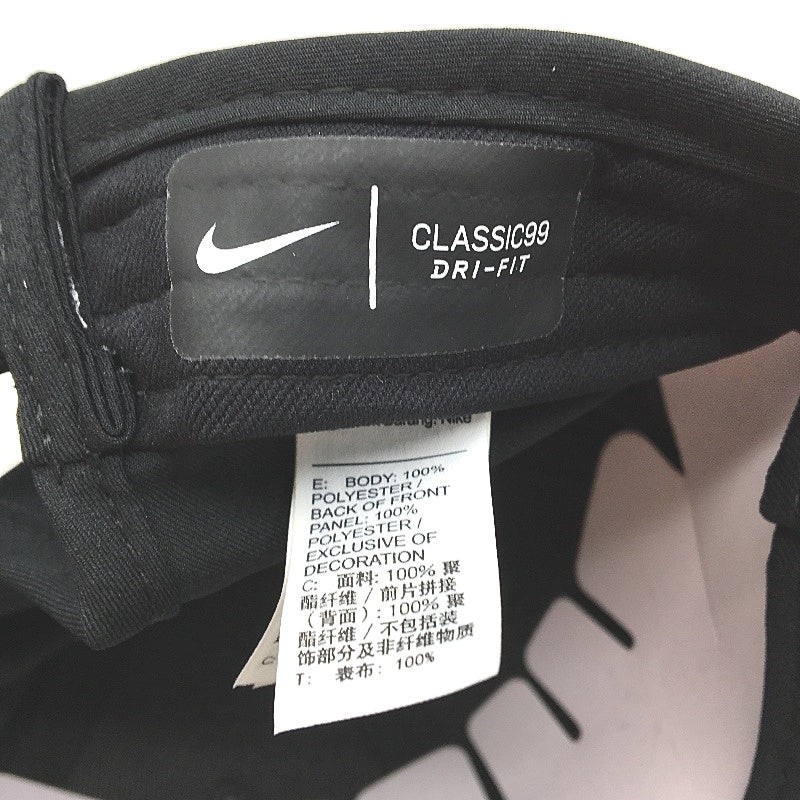 CLASSIC99
DRI-FIT
Nike
E: BODY: 100%
POLYESTER /
BACK OF FRONT
PANEL: 100%
POLYESTER /
EXCLUSIVE OF
DECORATION
C: 面料: 100% 聚
酯纤维 / 前片拼接
（背面）: 100% 聚
酯纤维 / 不包括装
饰部分及非纤维物质
T: 表布: 100%